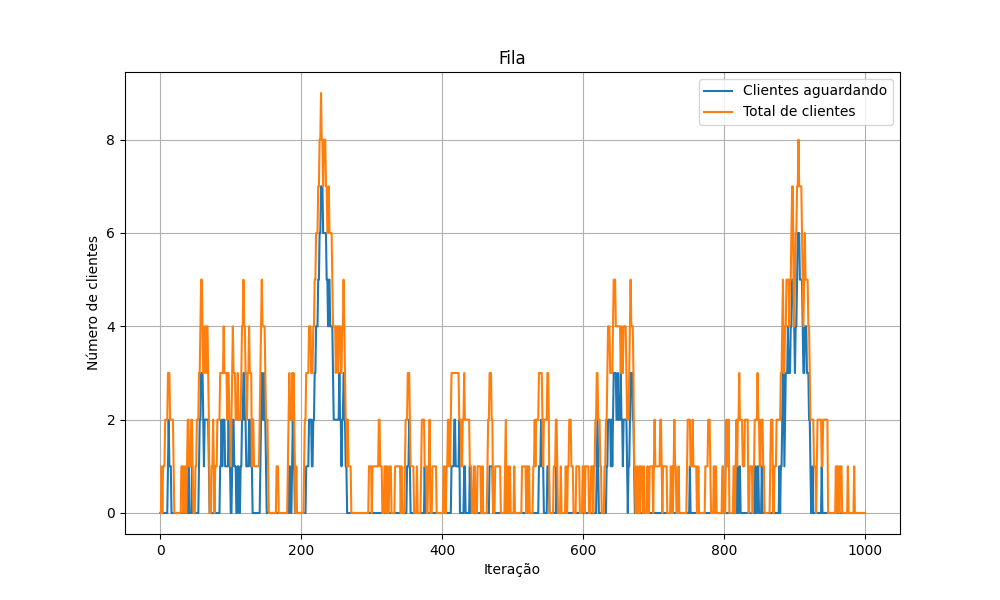 Fila
Clientes aguardando
Total de clientes
Número de clientes
8
6
4
2
0
0 200 400 600 800 1000
Iteração